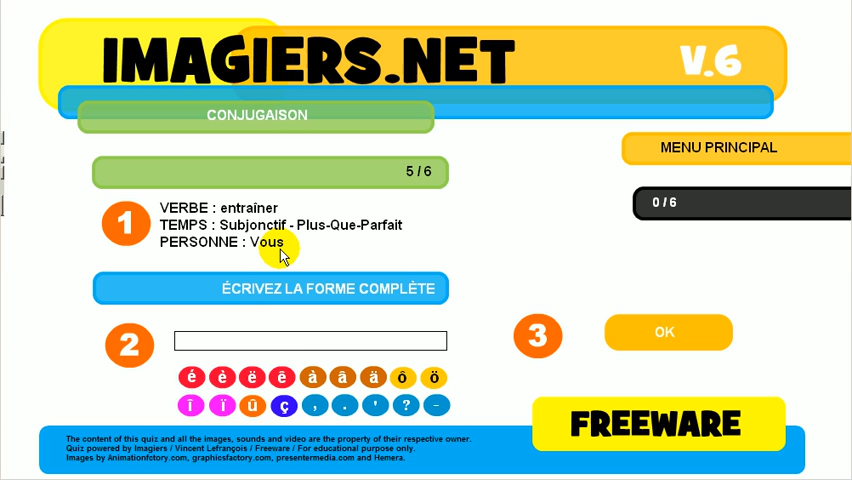 IMAGIERS.NET
V.6
CONJUGAISON
MENU PRINCIPAL
5 / 6
0 / 6
1
VERBE : entraîner
TEMPS : Subjonctif - Plus-Que-Parfait
PERSONNE : Vous
ÉCRIVEZ LA FORME COMPLÈTE
2
3
OK
é è ë ê à â ä ô ö
î ï û ç , . ' ? -
FREEWARE
The content of this quiz and all the images, sounds and video are the property of their respective owner.
Quiz powered by Imagiers / Vincent Lefrançois / Freeware / For educational purpose only.
Images by Animationfctory.com, graphicsfactory.com, presentermedia.com and Hemera.